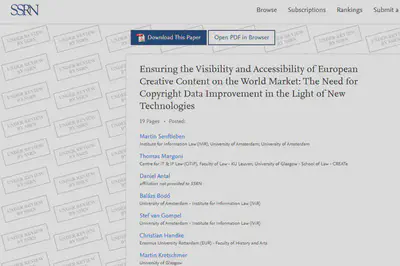 SSRN
Browse Subscriptions Rankings Submit a
Download This Paper Open PDF in Browser
Ensuring the Visibility and Accessibility of European
Creative Content on the World Market: The Need for
Copyright Data Improvement in the Light of New
Technologies
Pages • Posted:
Martin Senftleben
Institute for Information Law (IViR), University of Amsterdam; University of Amsterdam
Thomas Margoni
Centre for IT & IP Law (CiTiP), Faculty of Law – KU Leuven; University of Glasgow - School of Law - CREATe
Daniel Antal
affiliation not provided to SSRN
Balázs Bodó
University of Amsterdam - Institute for Information Law (IViR)
Stef van Gompel
University of Amsterdam - Institute for Information Law (IViR)
Christian Handke
Erasmus University Rotterdam (EUR) - Faculty of History and Arts
Martin Kretschmer
University of Glasgow
UNDER REVIEW
BY SSRN